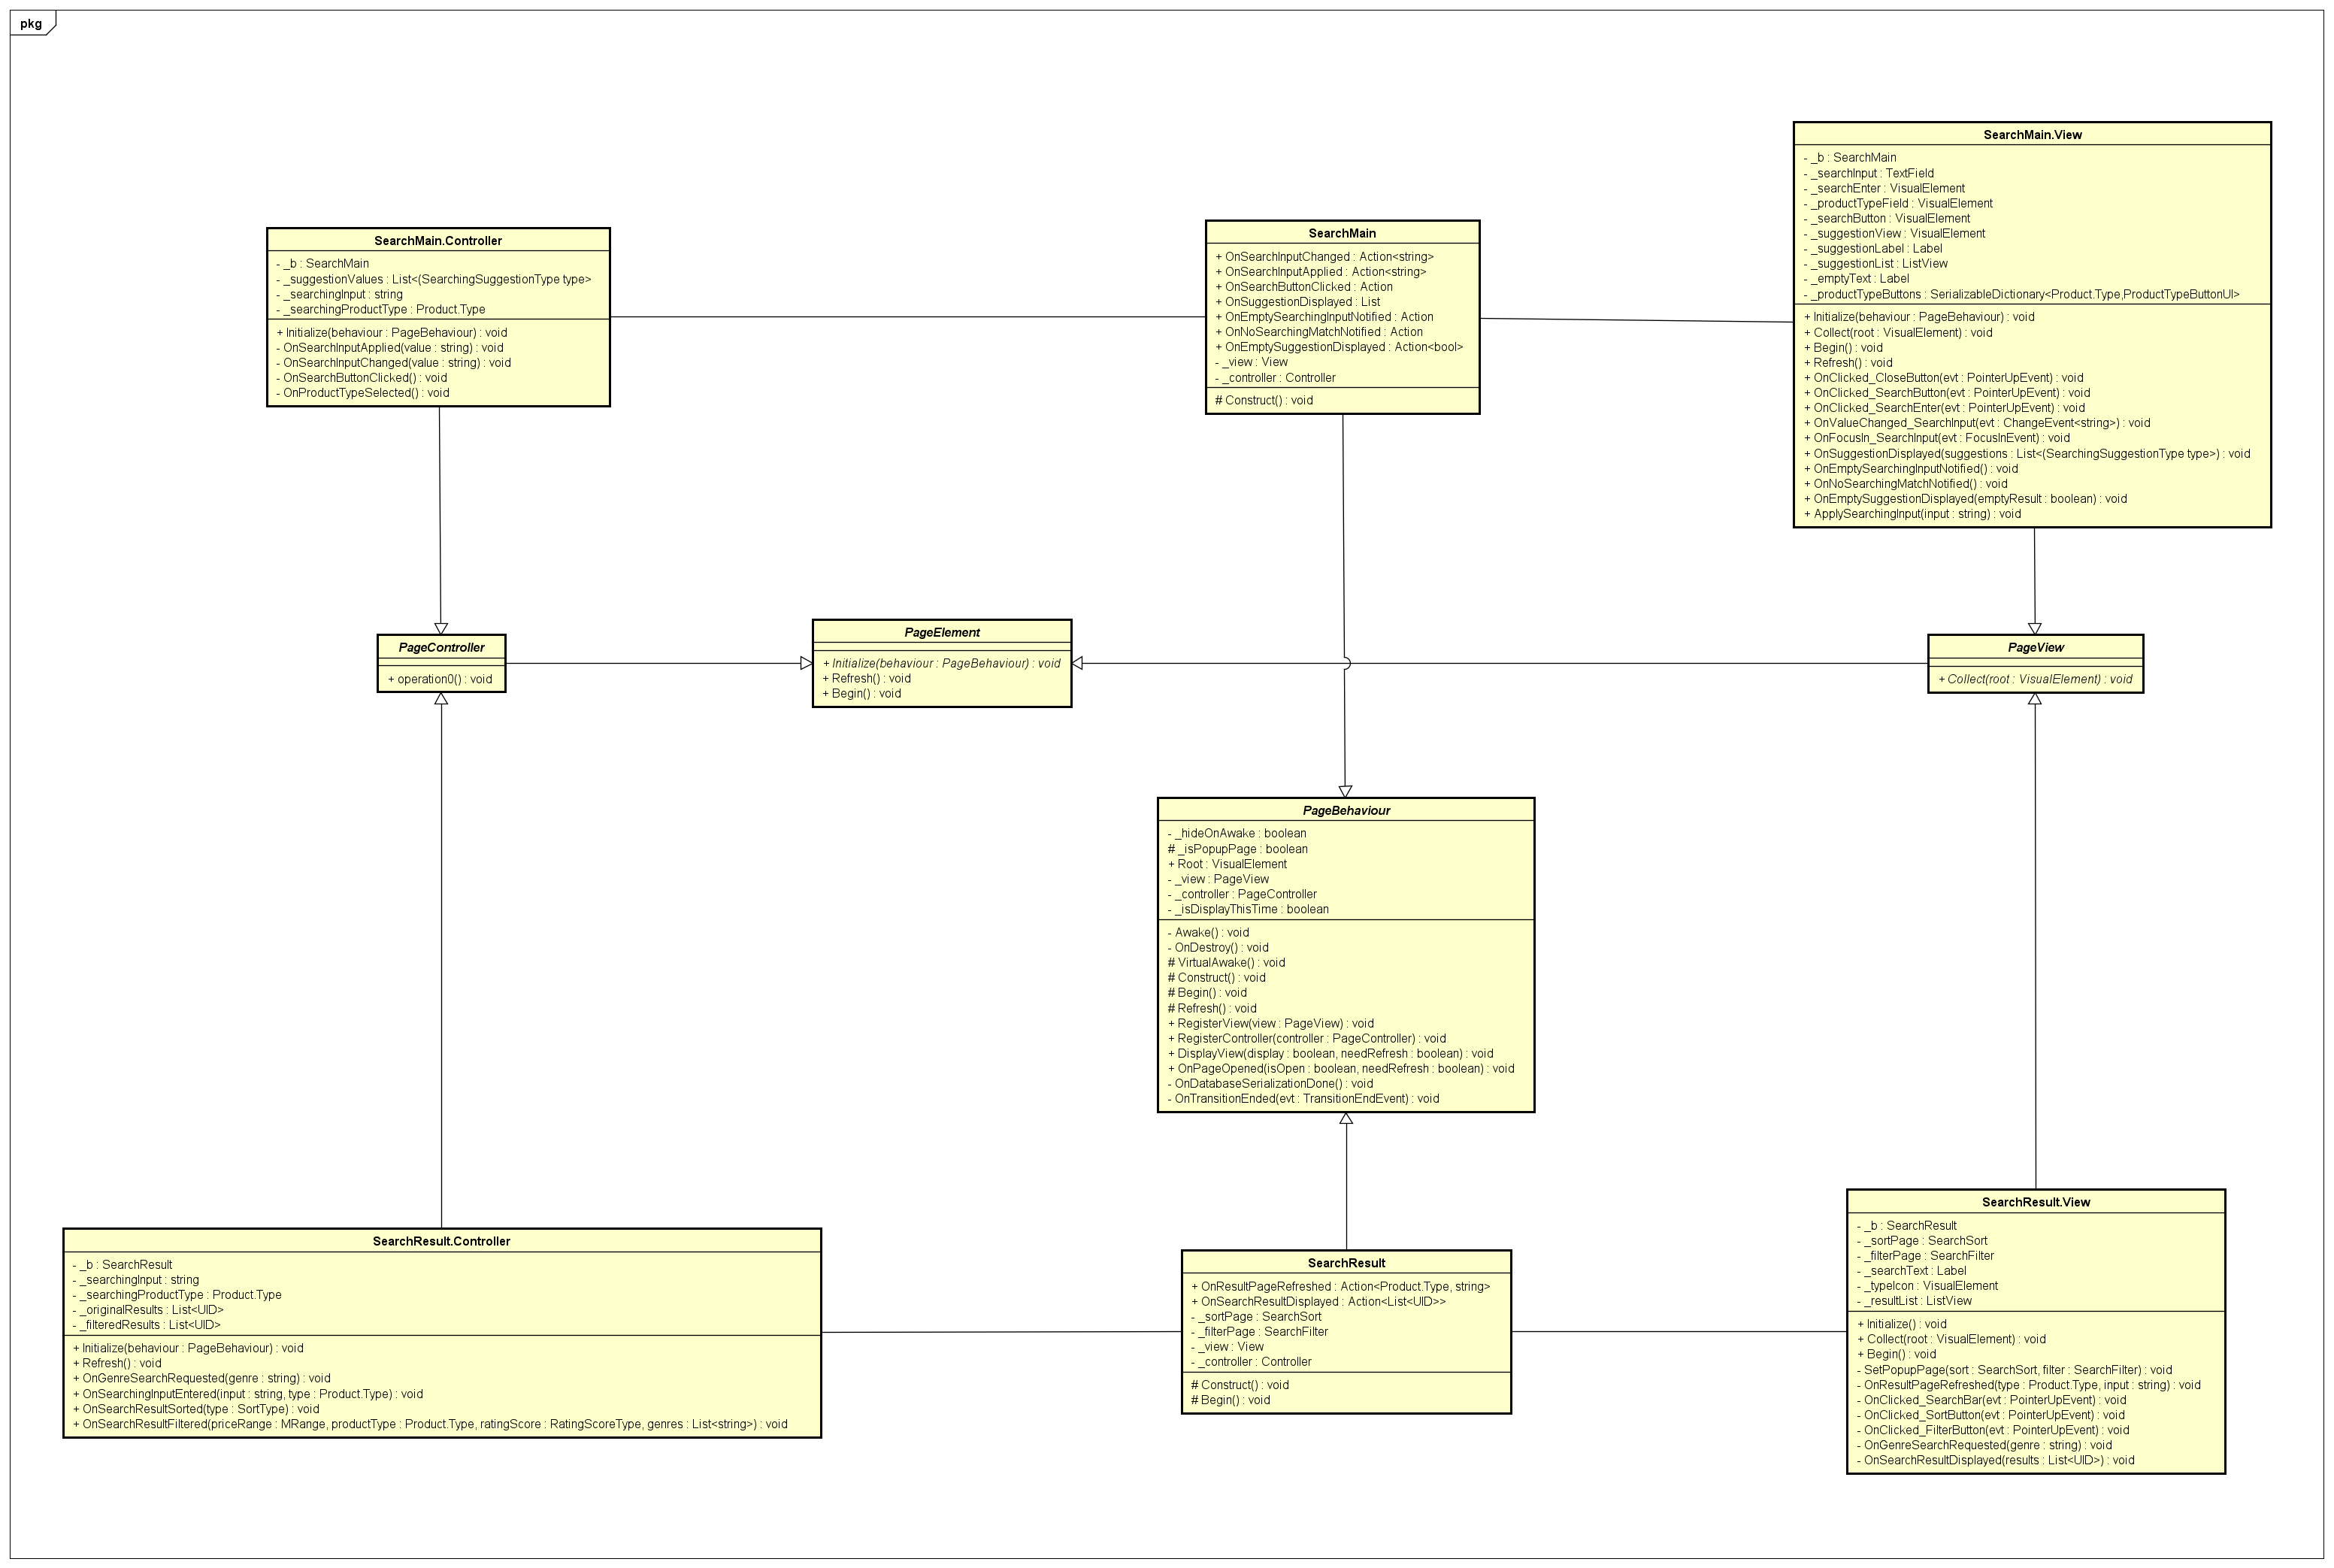 pkg
SearchMain.View
- _b : SearchMain
- _searchInput : TextField
- _searchEnter : VisualElement
- _productTypeField : VisualElement
- _searchButton : VisualElement
- _suggestionView : VisualElement
- _suggestionLabel : Label
- _suggestionList : ListView
- _emptyText : Label
- _productTypeButtons : SerializableDictionary<Product.Type,ProductTypeButtonUI>
+ Initialize(behaviour : PageBehaviour) : void
+ Collect(root : VisualElement) : void
+ Begin() : void
+ Refresh() : void
+ OnClicked_CloseButton(evt : PointerUpEvent) : void
+ OnClicked_SearchButton(evt : PointerUpEvent) : void
+ OnClicked_SearchEnter(evt : PointerUpEvent) : void
+ OnValueChanged_SearchInput(evt : ChangeEvent<string>) : void
+ OnFocusIn_SearchInput(evt : FocusInEvent) : void
+ OnSuggestionDisplayed(suggestions : List<(SearchingSuggestionType type>) : void
+ OnEmptySearchingInputNotified() : void
+ OnNoSearchingMatchNotified() : void
+ OnEmptySuggestionDisplayed(emptyResult : boolean) : void
+ ApplySearchingInput(input : string) : void
SearchMain.Controller
- _b : SearchMain
- _suggestionValues : List<(SearchingSuggestionType type>
- _searchingInput : string
- _searchingProductType : Product.Type
+ Initialize(behaviour : PageBehaviour) : void
- OnSearchInputApplied(value : string) : void
- OnSearchInputChanged(value : string) : void
- OnSearchButtonClicked() : void
- OnProductTypeSelected() : void
SearchMain
+ OnSearchInputChanged : Action<string>
+ OnSearchInputApplied : Action<string>
+ OnSearchButtonClicked : Action
+ OnSuggestionDisplayed : List
+ OnEmptySearchingInputNotified : Action
+ OnNoSearchingMatchNotified : Action
+ OnEmptySuggestionDisplayed : Action<bool>
- _view : View
- _controller : Controller
# Construct() : void
PageController
+ operation0() : void
PageElement
+ Initialize(behaviour : PageBehaviour) : void
+ Refresh() : void
+ Begin() : void
PageView
+ Collect(root : VisualElement) : void
PageBehaviour
- _hideOnAwake : boolean
# _isPopupPage : boolean
+ Root : VisualElement
- _view : PageView
- _controller : PageController
- _isDisplayThisTime : boolean
- Awake() : void
- OnDestroy() : void
# VirtualAwake() : void
# Construct() : void
# Begin() : void
# Refresh() : void
+ RegisterView(view : PageView) : void
+ RegisterController(controller : PageController) : void
+ DisplayView(display : boolean, needRefresh : boolean) : void
+ OnPageOpened(isOpen : boolean, needRefresh : boolean) : void
- OnDatabaseSerializationDone() : void
- OnTransitionEnded(evt : TransitionEndEvent) : void
SearchResult.Controller
- _b : SearchResult
- _searchingInput : string
- _searchingProductType : Product.Type
- _originalResults : List<UID>
- _filteredResults : List<UID>
+ Initialize(behaviour : PageBehaviour) : void
+ Refresh() : void
+ OnGenreSearchRequested(genre : string) : void
+ OnSearchingInputEntered(input : string, type : Product.Type) : void
+ OnSearchResultSorted(type : SortType) : void
+ OnSearchResultFiltered(priceRange : MRange, productType : Product.Type, ratingScore : RatingScoreType, genres : List<string>) : void
SearchResult
+ OnResultPageRefreshed : Action<Product.Type, string>
+ OnSearchResultDisplayed : Action<List<UID>>
- _sortPage : SearchSort
- _filterPage : SearchFilter
- _view : View
- _controller : Controller
# Construct() : void
# Begin() : void
SearchResult.View
- _b : SearchResult
- _sortPage : SearchSort
- _filterPage : SearchFilter
- _searchText : Label
- _typeIcon : VisualElement
- _resultList : ListView
+ Initialize() : void
+ Collect(root : VisualElement) : void
+ Begin() : void
- SetPopupPage(sort : SearchSort, filter : SearchFilter) : void
- OnResultPageRefreshed(type : Product.Type, input : string) : void
- OnClicked_SearchBar(evt : PointerUpEvent) : void
- OnClicked_SortButton(evt : PointerUpEvent) : void
- OnClicked_FilterButton(evt : PointerUpEvent) : void
- OnGenreSearchRequested(genre : string) : void
- OnSearchResultDisplayed(results : List<UID>) : void